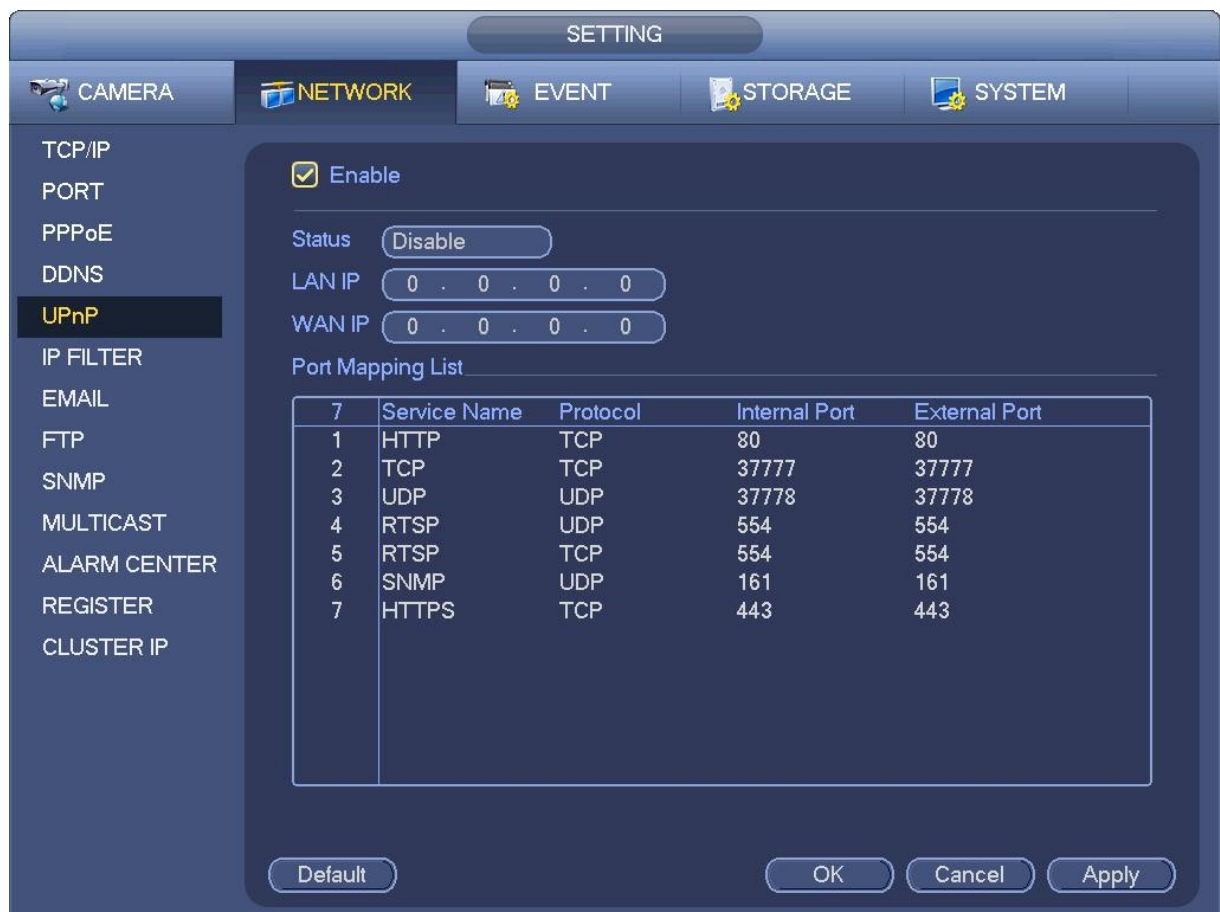 SETTING
CAMERA NETWORK EVENT STORAGE SYSTEM
TCP/IP
PORT
PPPoE
DDNS
UPnP
IP FILTER
EMAIL
FTP
SNMP
MULTICAST
ALARM CENTER
REGISTER
CLUSTER IP
Enable
Status Disable
LAN IP 0 . 0 . 0 . 0
WAN IP 0 . 0 . 0 . 0
Port Mapping List
7 Service Name Protocol Internal Port External Port
1 HTTP TCP 80 80
2 TCP TCP 37777 37777
3 UDP UDP 37778 37778
4 RTSP UDP 554 554
5 RTSP TCP 554 554
6 SNMP UDP 161 161
7 HTTPS TCP 443 443
Default OK Cancel Apply